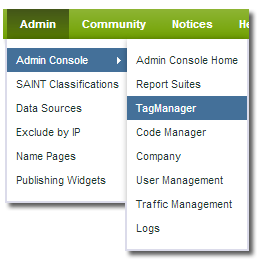 Admin Community Notices
Admin Console
SAINT Classifications
Data Sources
Exclude by IP
Name Pages
Publishing Widgets
Admin Console Home
Report Suites
TagManager
Code Manager
Company
User Management
Traffic Management
Logs